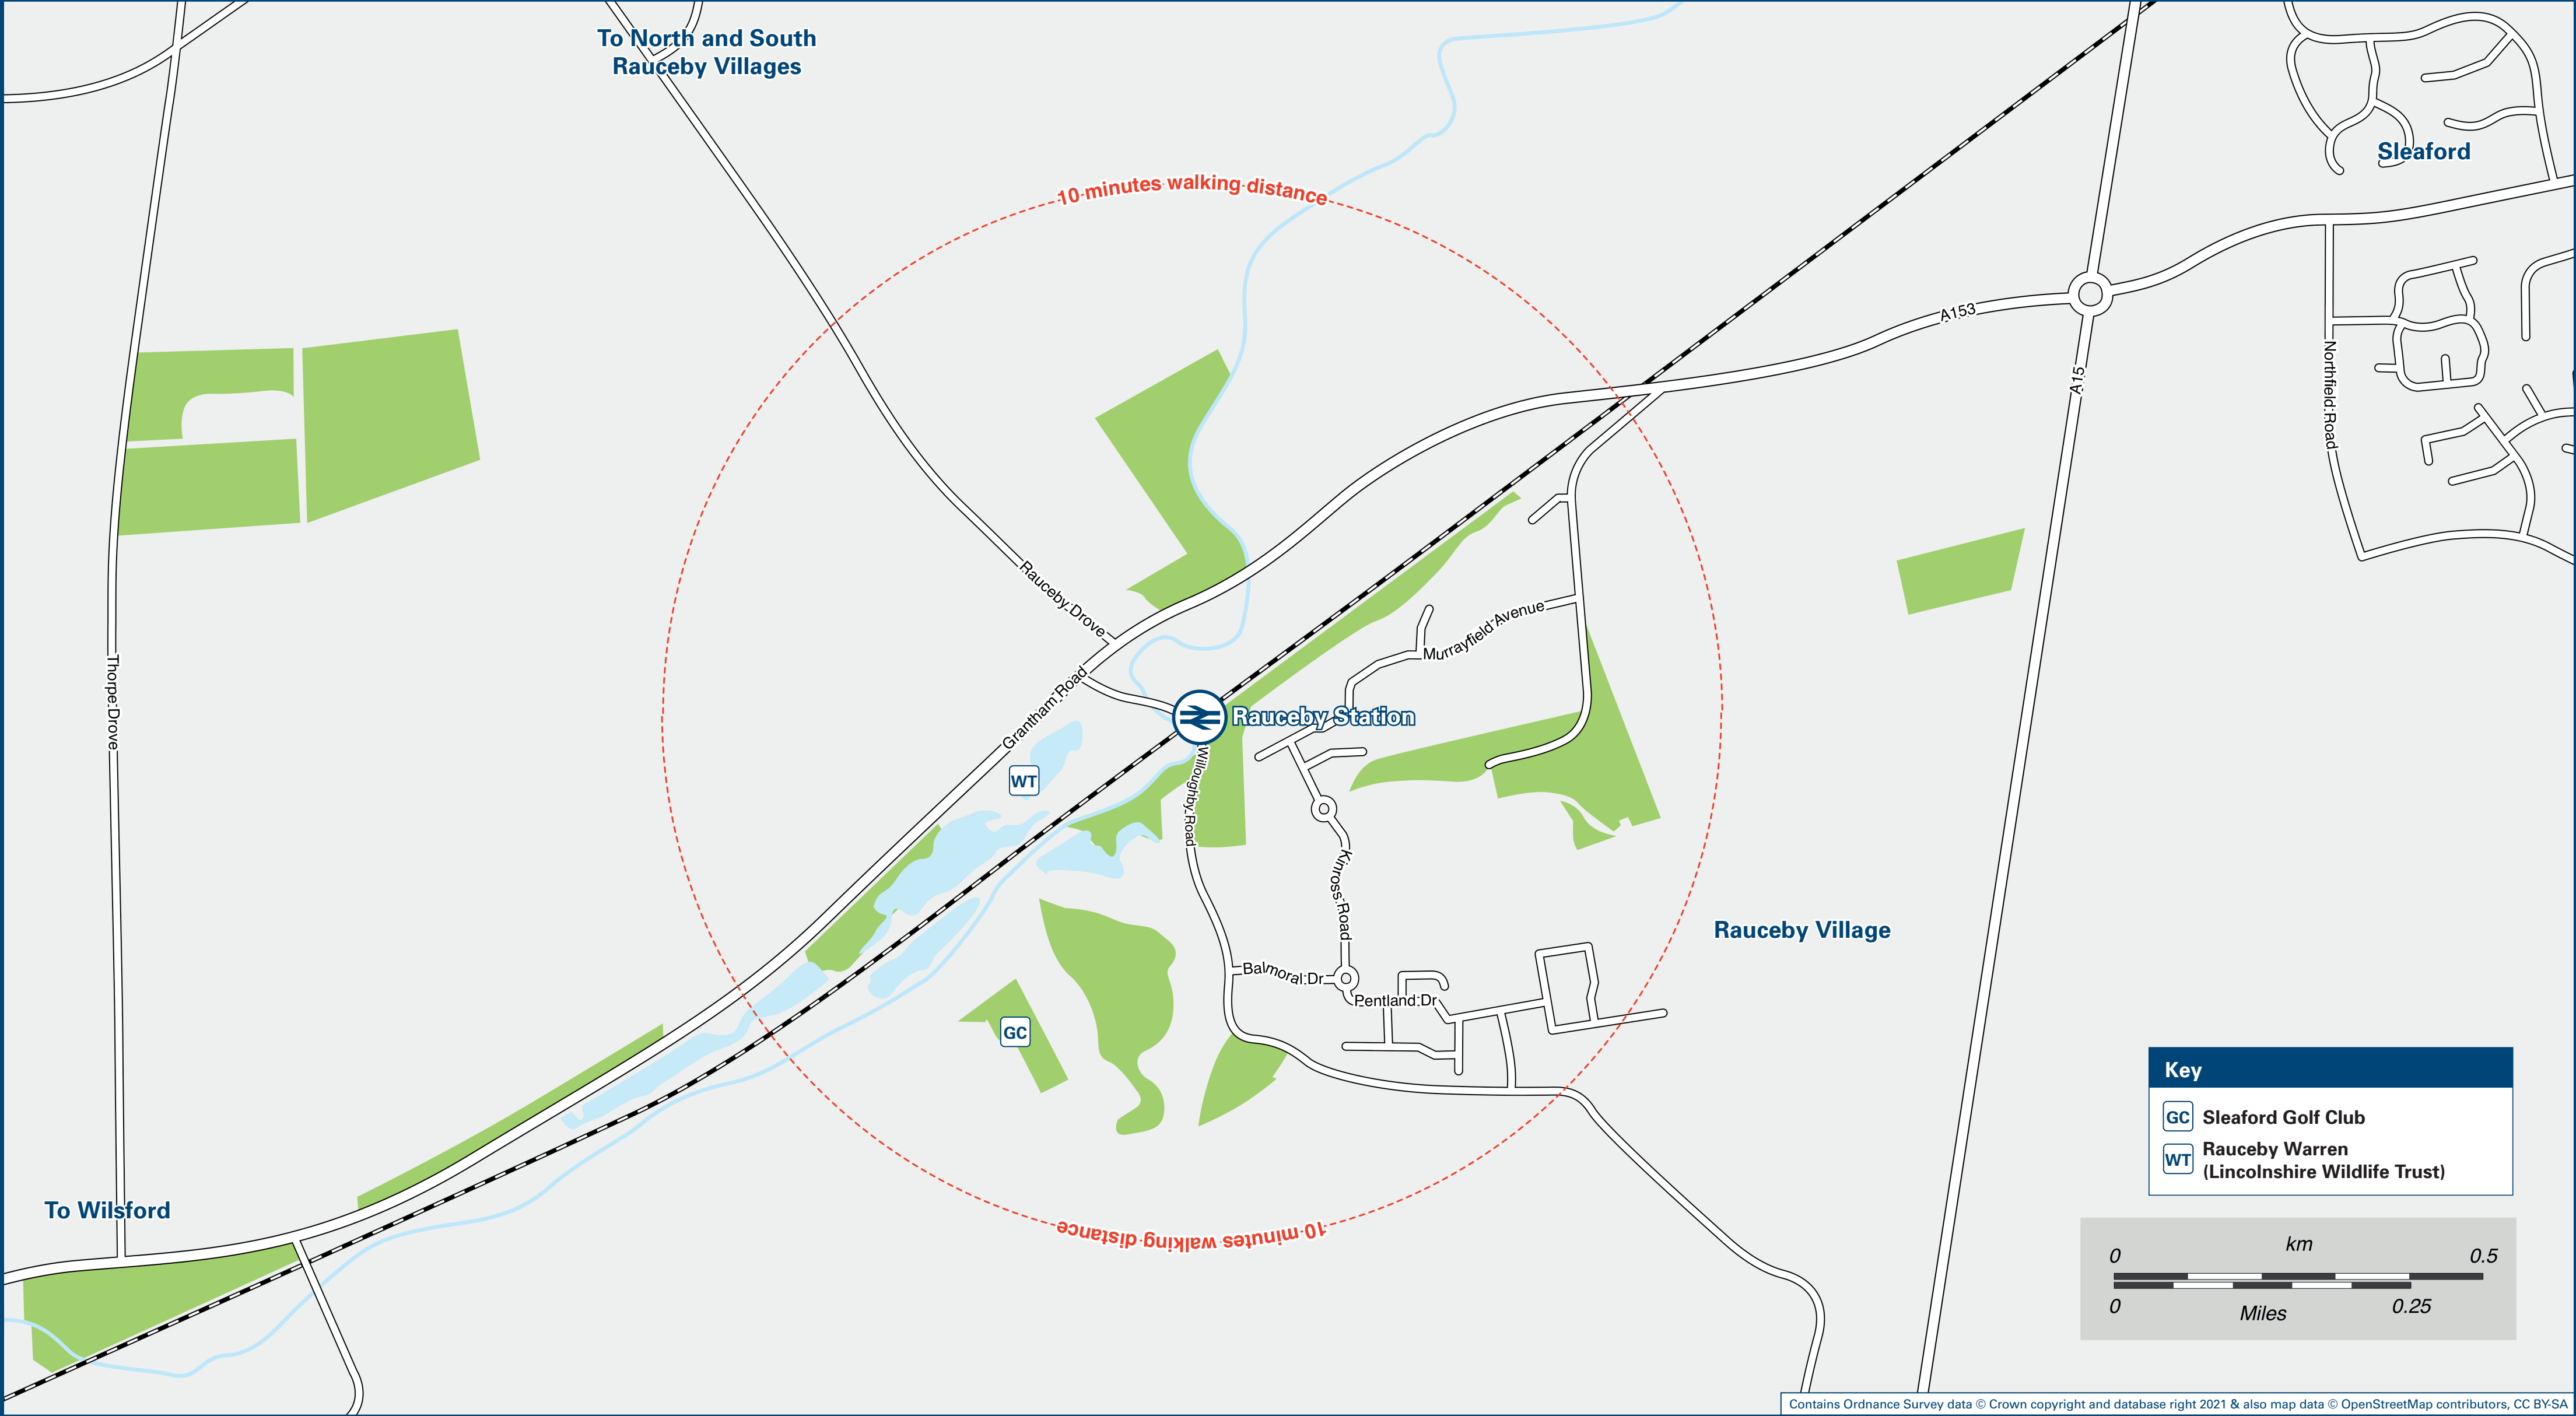 To North and South
Rauceby Villages
Sleaford
10 minutes walking distance
A153
A15
Northfield Road
Rauceby Drove
Murrayfield Avenue
Thorpe Drove
Grantham Road
Rauceby Station
WT
Willoughby Road
Kinross Road
Rauceby Village
Balmoral Dr
Pentland Dr
GC
To Wilsford
10 minutes walking distance
Key
GC Sleaford Golf Club
WT Rauceby Warren
(Lincolnshire Wildlife Trust)
km
0 0.5
0 0.25
Miles
Contains Ordnance Survey data © Crown copyright and database right 2021 & also map data © OpenStreetMap contributors, CC BY-SA